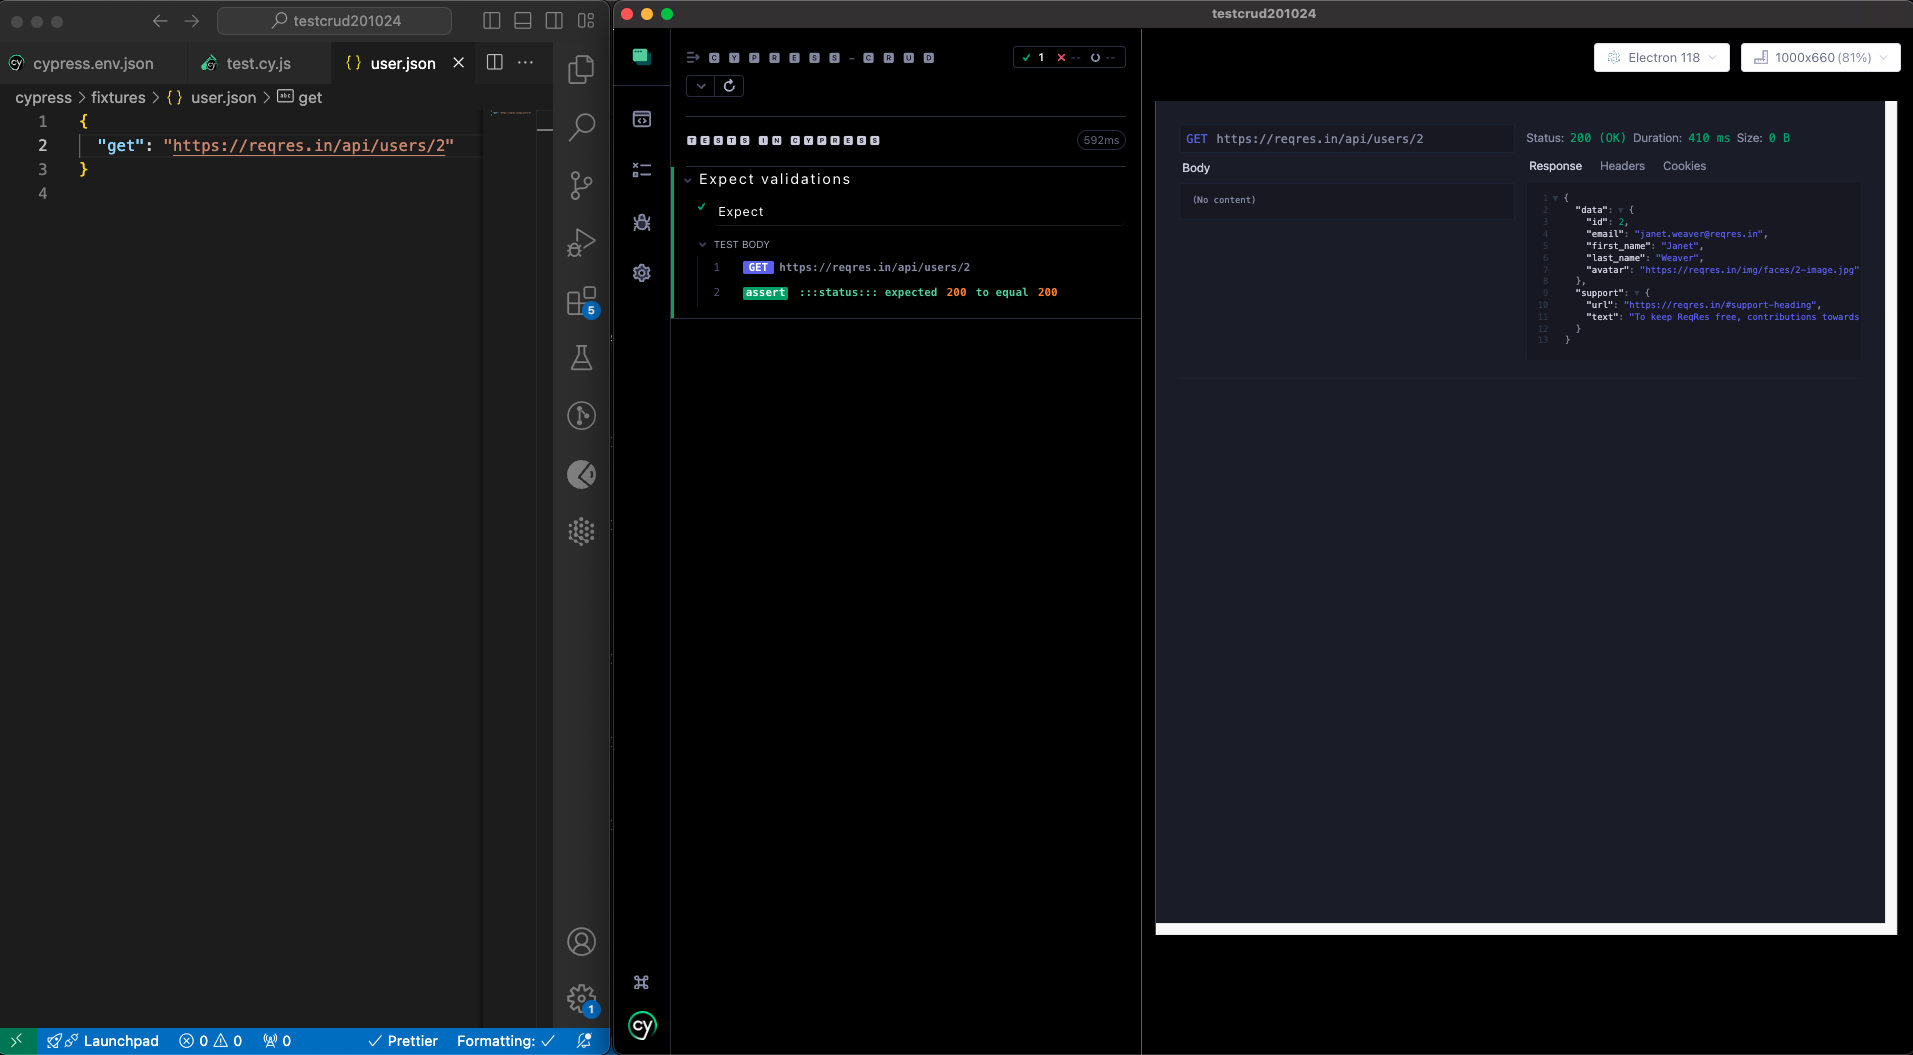 testcrud201024
cypress.env.json
test.cy.js
{} user.json
cypress > fixtures > {} user.json > abc get
1 {
2 "get": "https://reqres.in/api/users/2"
3 }
4
5
1
Launchpad 0 0 0 Prettier Formatting:
testcrud201024
CYPRESS-CRUD
1 -- --
TESTS IN CYPRESS
592ms
Expect validations
Expect
TEST BODY
1 GET https://reqres.in/api/users/2
2 assert :::status::: expected 200 to equal 200
cy
Electron 118
1000x660 (81%)
GET https://reqres.in/api/users/2
Body
(No content)
Status: 200 (OK) Duration: 410 ms Size: 0 B
Response Headers Cookies
1 {
2 "data": {
3 "id": 2,
4 "email": "janet.weaver@reqres.in",
5 "first_name": "Janet",
6 "last_name": "Weaver",
7 "avatar": "https://reqres.in/img/faces/2-image.jpg"
8 },
9 "support": {
10 "url": "https://reqres.in/#support-heading",
11 "text": "To keep ReqRes free, contributions towards
12 }
13 }